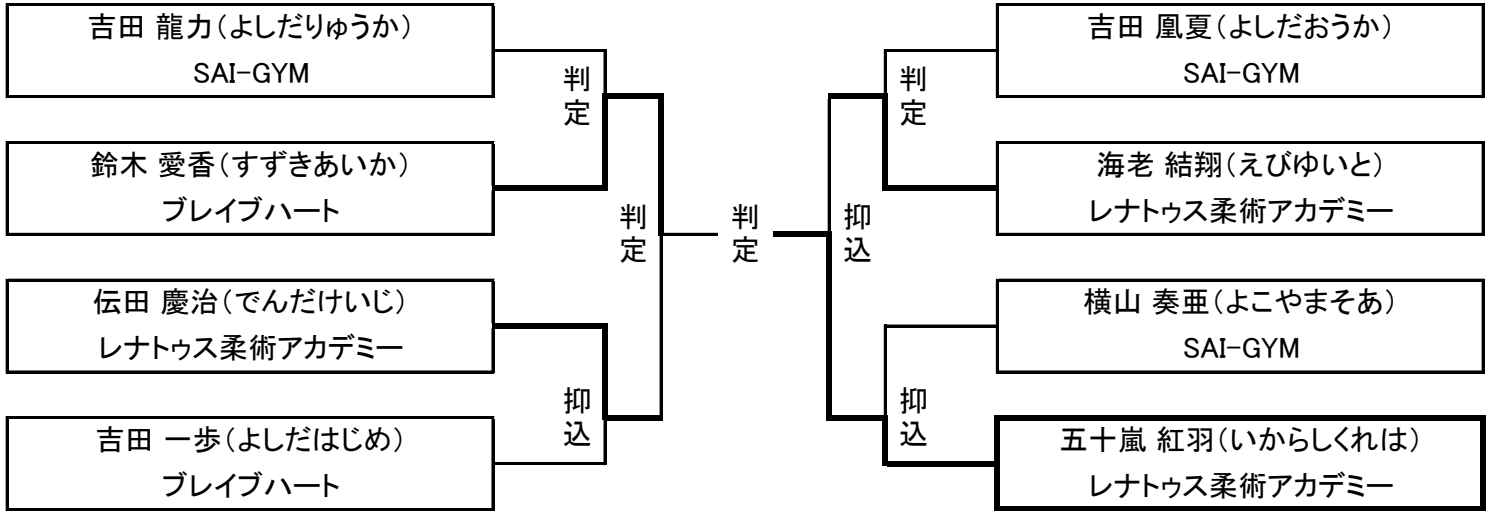 吉田 龍力(よしだりゅうか)
SAI-GYM
判定
鈴木 愛香(すずきあいか)
ブレイブハート
判定
伝田 慶治(でんだけいじ)
レナトゥス柔術アカデミー
抑込
吉田 一歩(よしだはじめ)
ブレイブハート
判定
吉田 凰夏(よしだおうか)
SAI-GYM
判定
海老 結翔(えびゆいと)
レナトゥス柔術アカデミー
抑込
横山 奏亜(よこやまそあ)
SAI-GYM
抑込
五十嵐 紅羽(いからしくれは)
レナトゥス柔術アカデミー